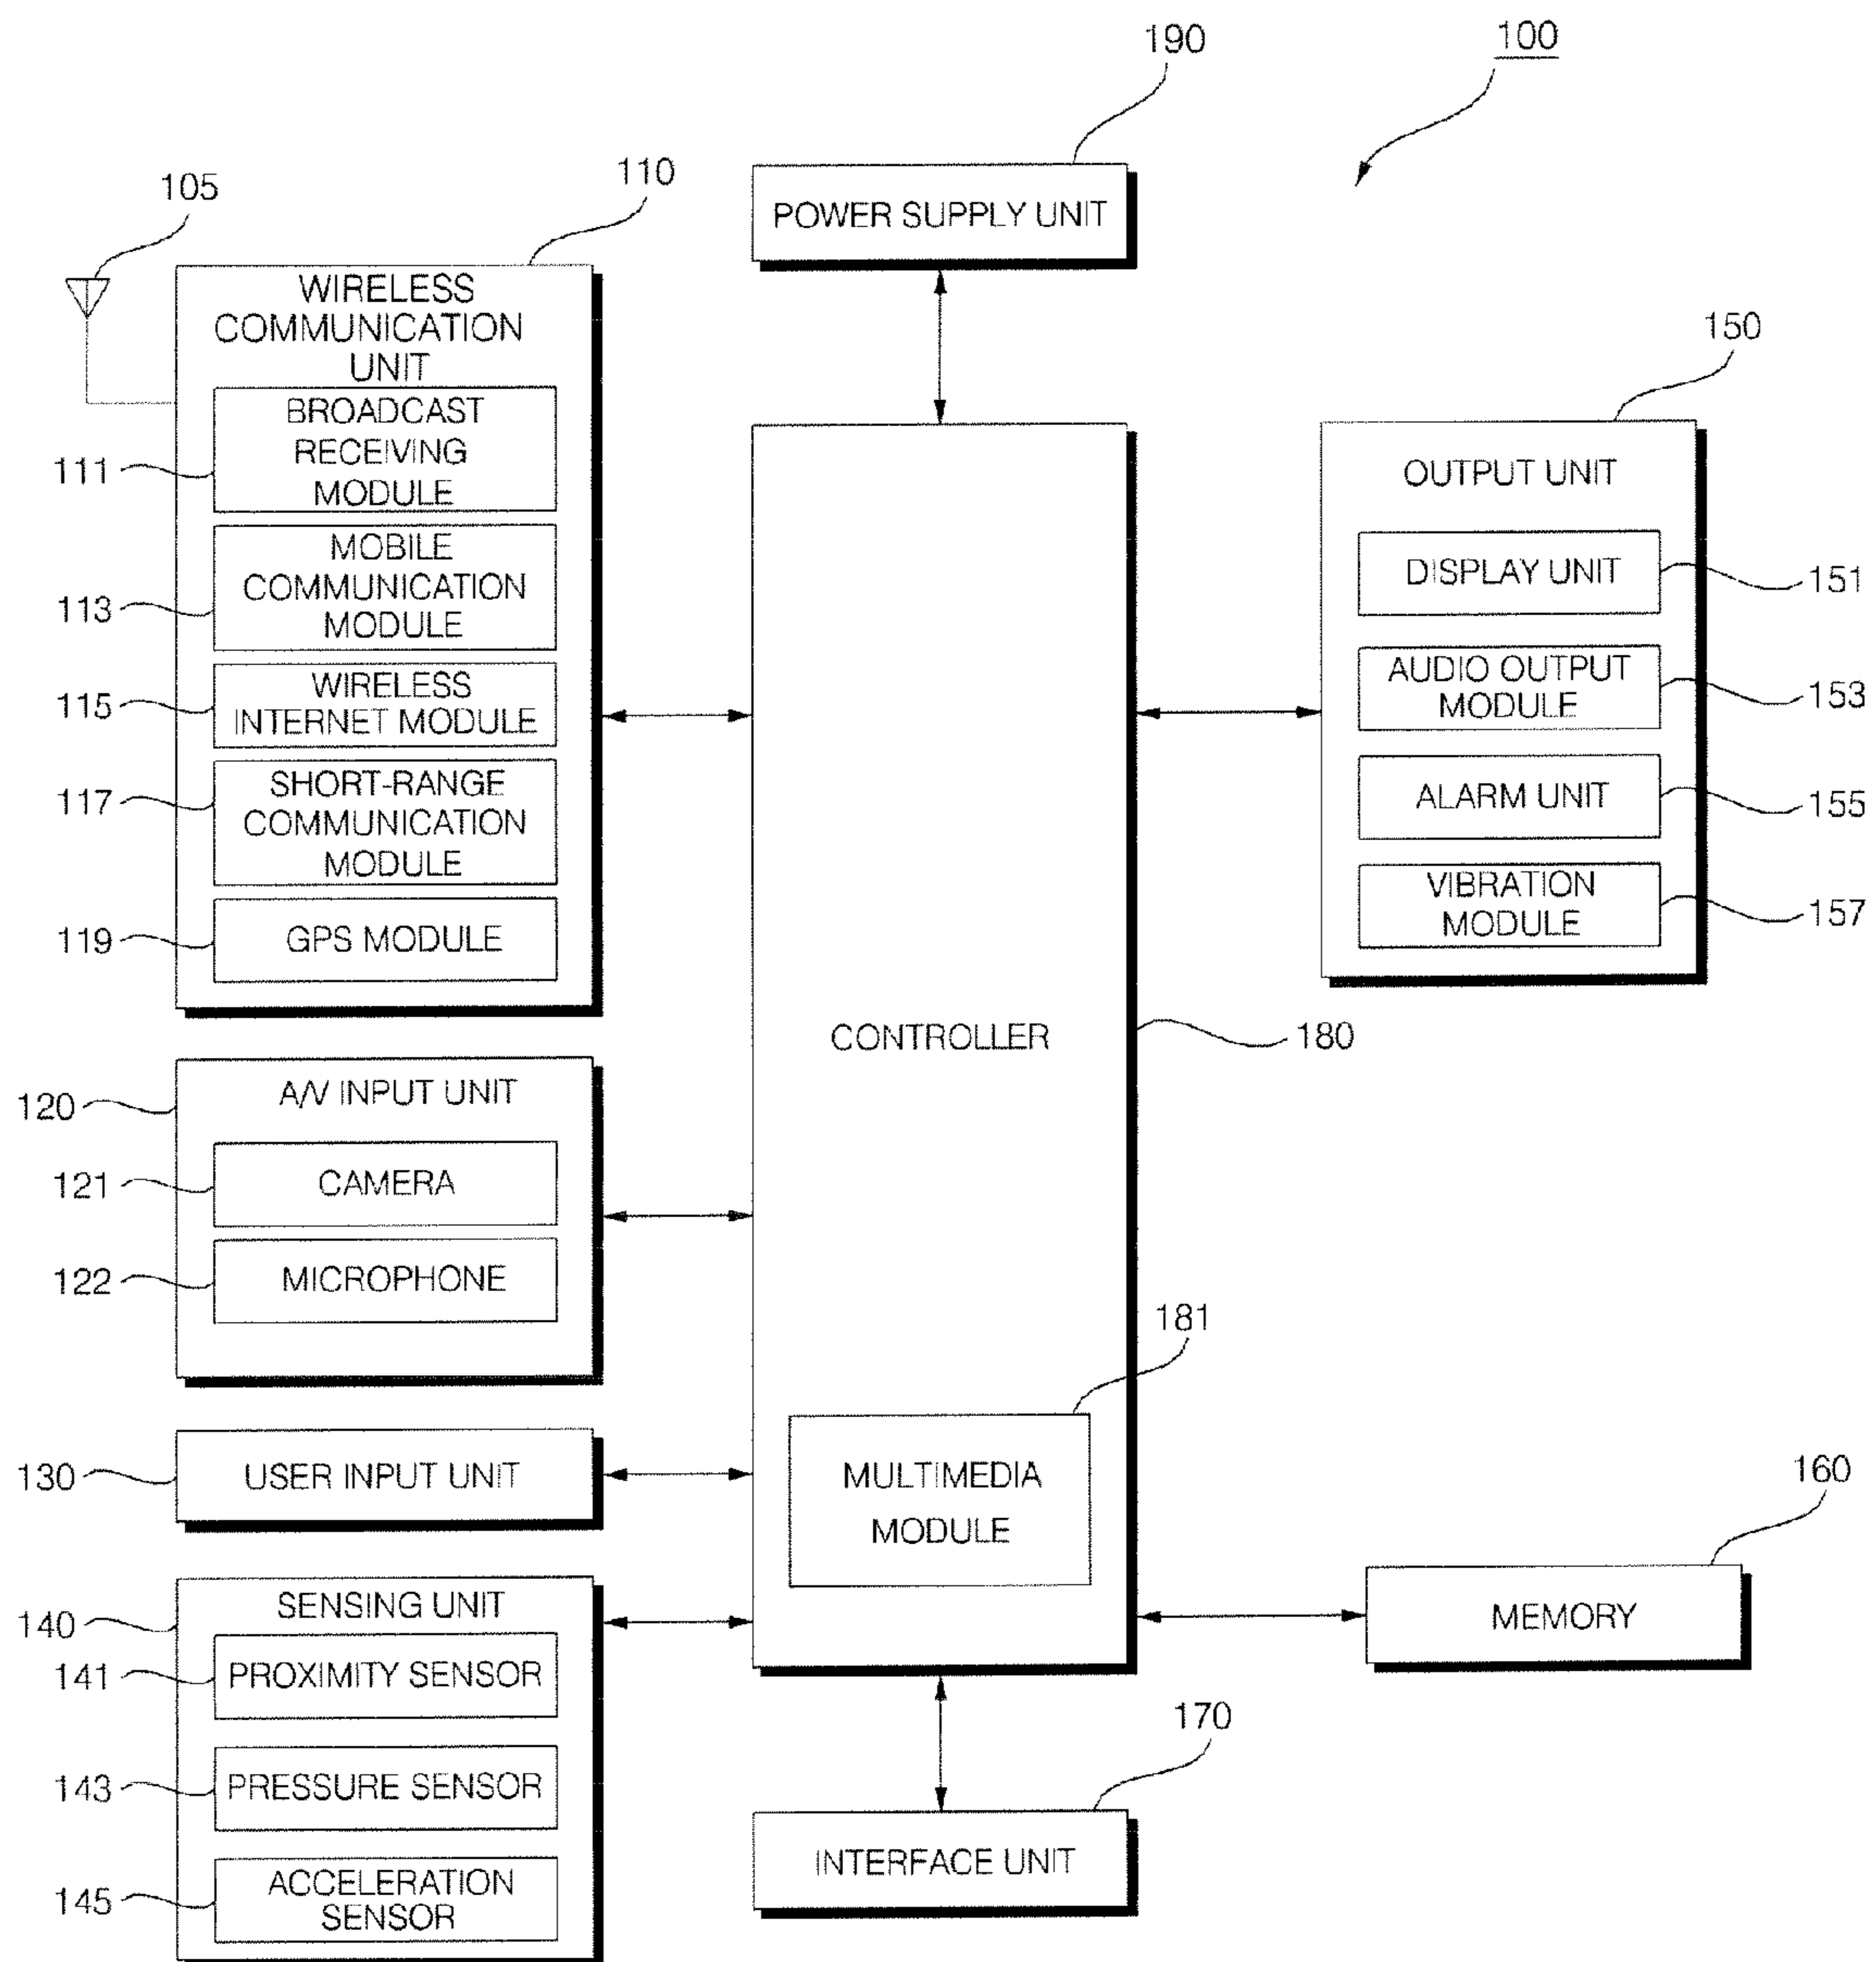 100
190
POWER SUPPLY UNIT
105
110
WIRELESS
COMMUNICATION
UNIT
BROADCAST
RECEIVING
MODULE
111
MOBILE
COMMUNICATION
MODULE
113
WIRELESS
INTERNET MODULE
115
SHORT-RANGE
COMMUNICATION
MODULE
117
GPS MODULE
119
A/V INPUT UNIT
120
CAMERA
121
MICROPHONE
122
USER INPUT UNIT
130
SENSING UNIT
140
PROXIMITY SENSOR
141
PRESSURE SENSOR
143
ACCELERATION
SENSOR
145
CONTROLLER
180
181
MULTIMEDIA
MODULE
150
OUTPUT UNIT
DISPLAY UNIT
151
AUDIO OUTPUT
MODULE
153
ALARM UNIT
155
VIBRATION
MODULE
157
160
MEMORY
170
INTERFACE UNIT